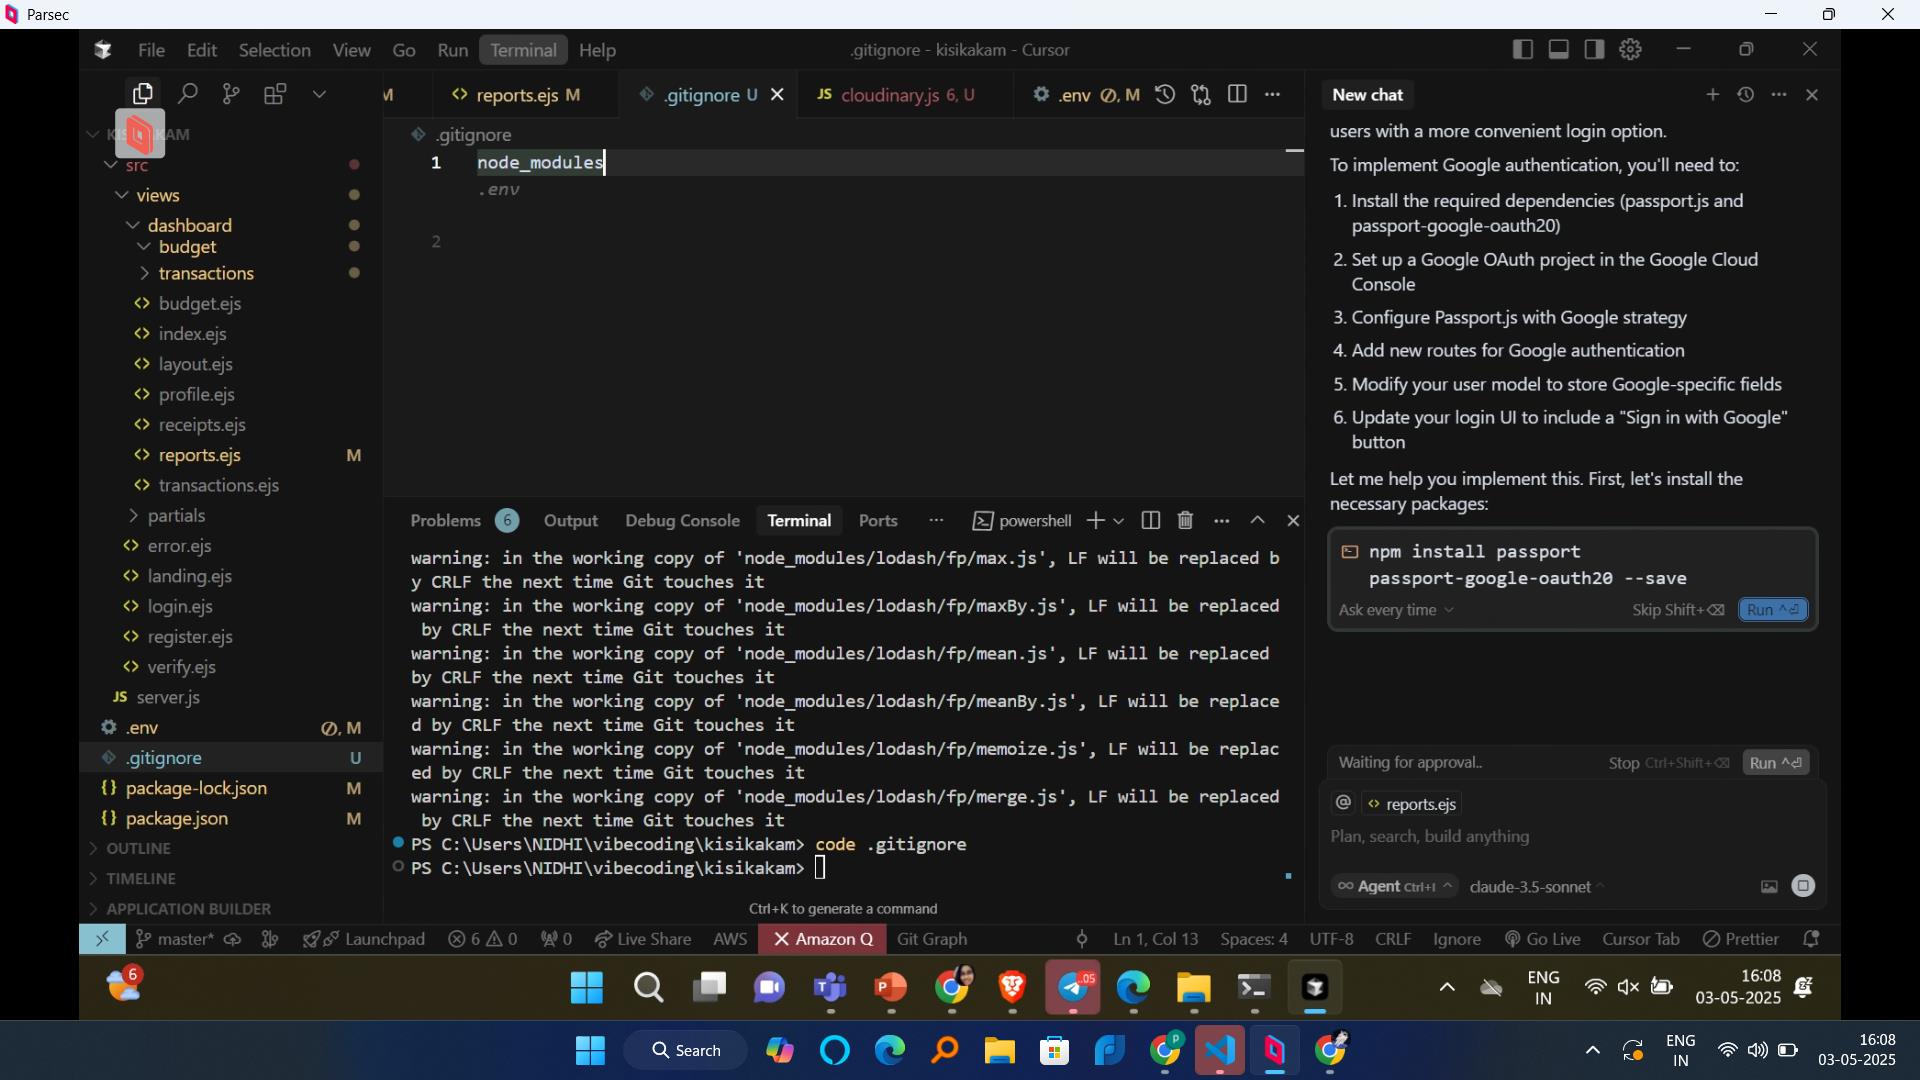 Parsec
File Edit Selection View Go Run Terminal Help
.gitignore - kisikakam - Cursor
M
<> reports.ejs M
.gitignore U
JS cloudinary.js 6, U
.env M
New chat
.gitignore
1 node_modules
.env
2
src
views
dashboard
budget
transactions
<> budget.ejs
<> index.ejs
<> layout.ejs
<> profile.ejs
<> receipts.ejs
<> reports.ejs M
<> transactions.ejs
partials
<> error.ejs
<> landing.ejs
<> login.ejs
<> register.ejs
<> verify.ejs
JS server.js
.env , M
.gitignore U
{} package-lock.json M
{} package.json M
OUTLINE
TIMELINE
APPLICATION BUILDER
Problems 6 Output Debug Console Terminal Ports ··· powershell
warning: in the working copy of 'node_modules/lodash/fp/max.js', LF will be replaced b
y CRLF the next time Git touches it
warning: in the working copy of 'node_modules/lodash/fp/maxBy.js', LF will be replaced
by CRLF the next time Git touches it
warning: in the working copy of 'node_modules/lodash/fp/mean.js', LF will be replaced
by CRLF the next time Git touches it
warning: in the working copy of 'node_modules/lodash/fp/meanBy.js', LF will be replace
d by CRLF the next time Git touches it
warning: in the working copy of 'node_modules/lodash/fp/memoize.js', LF will be replac
ed by CRLF the next time Git touches it
warning: in the working copy of 'node_modules/lodash/fp/merge.js', LF will be replaced
by CRLF the next time Git touches it
PS C:\Users\NIDHI\vibecoding\kisikakam> code .gitignore
PS C:\Users\NIDHI\vibecoding\kisikakam>
Ctrl+K to generate a command
users with a more convenient login option.
To implement Google authentication, you'll need to:
1. Install the required dependencies (passport.js and
passport-google-oauth20)
2. Set up a Google OAuth project in the Google Cloud
Console
3. Configure Passport.js with Google strategy
4. Add new routes for Google authentication
5. Modify your user model to store Google-specific fields
6. Update your login UI to include a "Sign in with Google"
button
Let me help you implement this. First, let's install the
necessary packages:
npm install passport
passport-google-oauth20 --save
Ask every time Skip Shift+⌫ Run ^⏎
Waiting for approval.. Stop Ctrl+Shift+⌫ Run ^⏎
@ <> reports.ejs
Plan, search, build anything
∞ Agent Ctrl+I claude-3.5-sonnet
master* Launchpad 6 0 0 Live Share AWS Amazon Q Git Graph Ln 1, Col 13 Spaces: 4 UTF-8 CRLF Ignore Go Live Cursor Tab Prettier
6
.05
ENG
IN
16:08
03-05-2025
Search
ENG
IN
16:08
03-05-2025